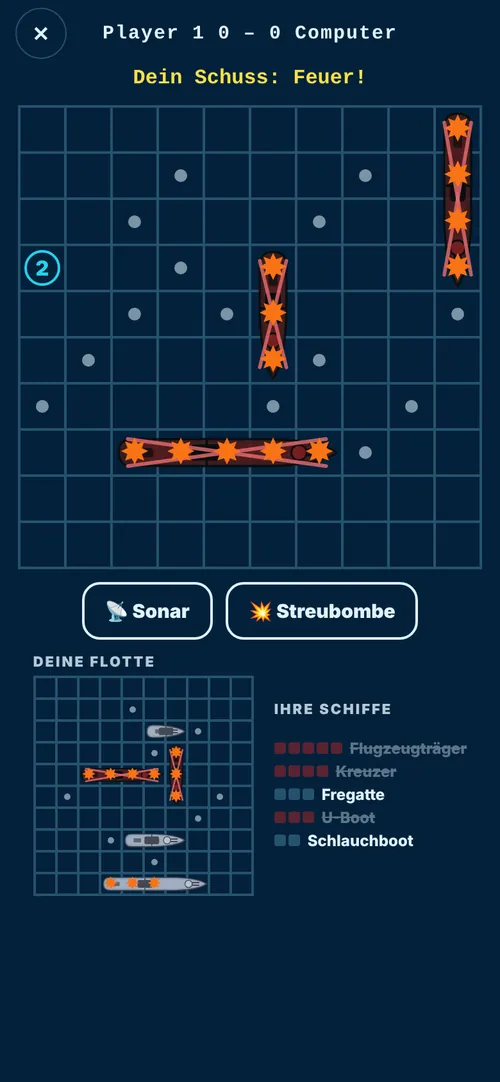 Player 1 0 – 0 Computer
Dein Schuss: Feuer!
2
Sonar
Streubombe
DEINE FLOTTE
IHRE SCHIFFE
Flugzeugträger
Kreuzer
Fregatte
U-Boot
Schlauchboot